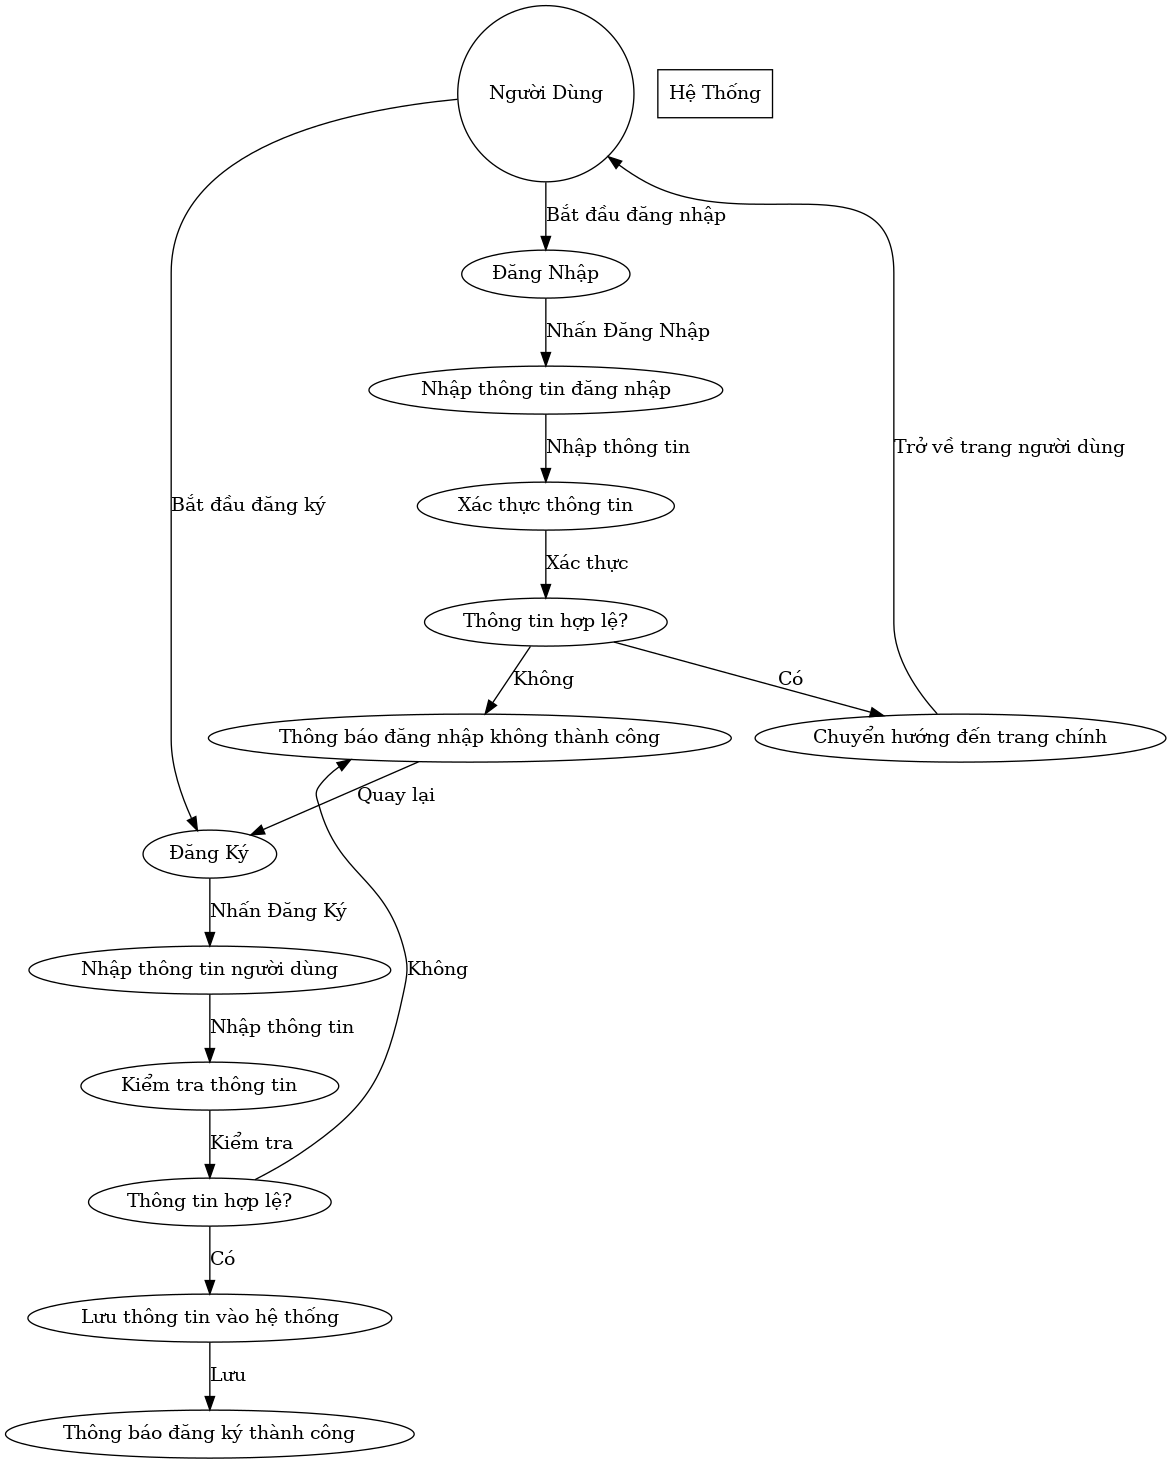 Người Dùng
Hệ Thống
Bắt đầu đăng nhập
Đăng Nhập
Nhấn Đăng Nhập
Nhập thông tin đăng nhập
Nhập thông tin
Trở về trang người dùng
Bắt đầu đăng ký
Xác thực thông tin
Xác thực
Thông tin hợp lệ?
Không
Có
Thông báo đăng nhập không thành công
Chuyển hướng đến trang chính
Quay lại
Đăng Ký
Nhấn Đăng Ký
Nhập thông tin người dùng
Không
Nhập thông tin
Kiểm tra thông tin
Kiểm tra
Thông tin hợp lệ?
Có
Lưu thông tin vào hệ thống
Lưu
Thông báo đăng ký thành công